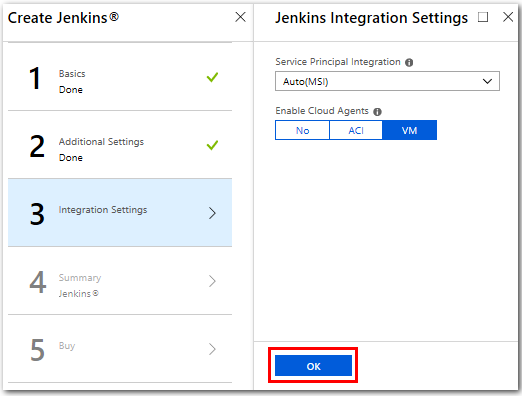 Create Jenkins®
1
Basics
Done
2
Additional Settings
Done
3
Integration Settings
4
Summary
Jenkins®
5
Buy
Jenkins Integration Settings
Service Principal Integration
Auto(MSI)
Enable Cloud Agents
No ACI VM
OK